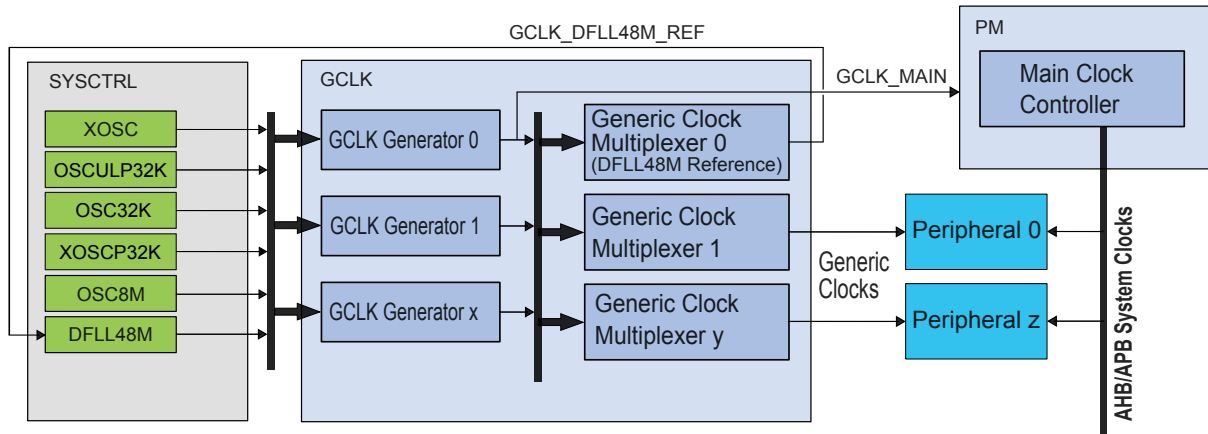 GCLK_DFLL48M_REF
PM
SYSCTRL
GCLK
GCLK_MAIN
Main Clock
Controller
XOSC
OSCULP32K
OSC32K
XOSCP32K
OSC8M
DFLL48M
GCLK Generator 0
GCLK Generator 1
GCLK Generator x
Generic Clock
Multiplexer 0
(DFLL48M Reference)
Generic Clock
Multiplexer 1
Generic Clock
Multiplexer y
Generic
Clocks
Peripheral 0
Peripheral z
AHB/APB System Clocks